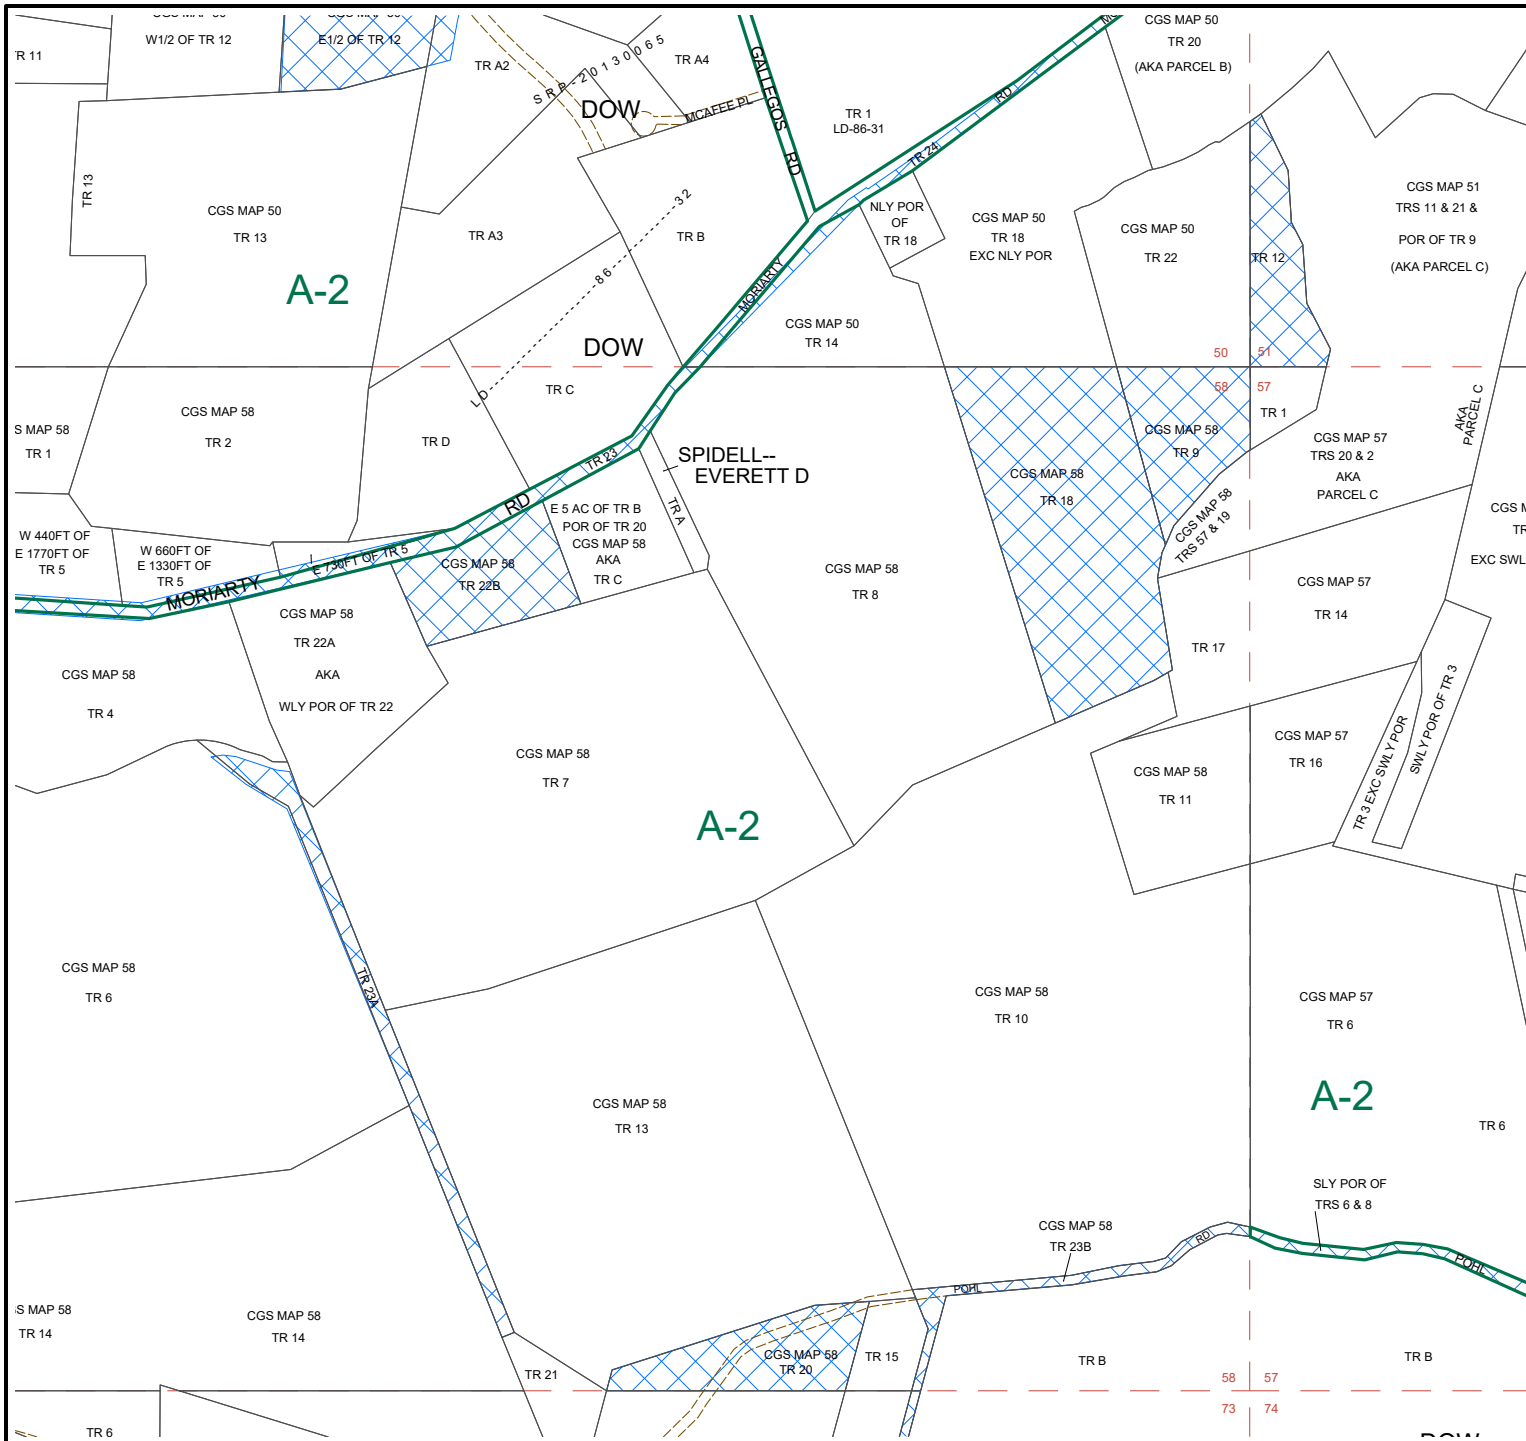 W1/2 OF TR 12
E1/2 OF TR 12
TR A2
SRP-20130065
TR A4
DOW
MCAFEE PL
GALLEGOS RD
TR 1
LD-86-31
RD
TR 24
CGS MAP 50
TR 20
(AKA PARCEL B)
TR 13
CGS MAP 50
TR 13
A-2
TR A3
LD-86-32
TR B
MORIARTY
NLY POR
OF
TR 18
CGS MAP 50
TR 18
EXC NLY POR
CGS MAP 50
TR 22
TR 12
CGS MAP 51
TRS 11 & 21 &
POR OF TR 9
(AKA PARCEL C)
CGS MAP 50
TR 14
DOW
50
51
58
57
TR 1
CGS MAP 58
TR 2
TR D
TR C
TR 1
TR 23
SPIDELL--
EVERETT D
TR A
CGS MAP 58
TR 18
CGS MAP 58
TR 9
CGS MAP 57
TRS 20 & 2
AKA
PARCEL C
AKA
PARCEL C
CGS MAP 58
TRS 57 & 19
W 440FT OF
E 1770FT OF
TR 5
W 660FT OF
E 1330FT OF
TR 5
E 730FT OF TR 5
MORIARTY
RD
CGS MAP 58
TR 22B
E 5 AC OF TR B
POR OF TR 20
CGS MAP 58
AKA
TR C
CGS MAP 58
TR 8
CGS MAP 57
TR 14
CGS MAP 58
TR 22A
AKA
WLY POR OF TR 22
TR 17
CGS MAP 58
TR 4
CGS MAP 58
TR 7
A-2
CGS MAP 58
TR 11
CGS MAP 57
TR 16
TR 3 EXC SWLY POR
SWLY POR OF TR 3
CGS MAP 58
TR 6
TR 23A
CGS MAP 58
TR 10
CGS MAP 57
TR 6
A-2
CGS MAP 58
TR 13
TR 6
SLY POR OF
TRS 6 & 8
CGS MAP 58
TR 23B
RD
POHL
POHL
TR 14
CGS MAP 58
TR 14
TR 21
CGS MAP 58
TR 20
TR 15
TR B
TR B
58
57
73
74
TR 6